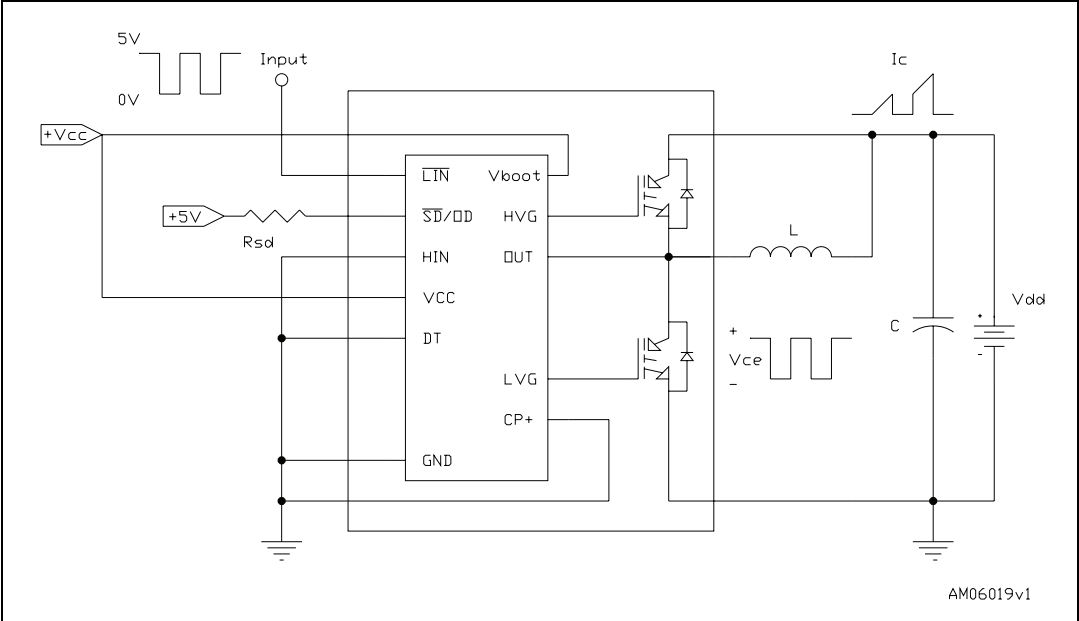 5V
Input
Ic
0V
+Vcc
LIN
Vboot
+5V
SD/OD
HVG
Rsd
HIN
OUT
L
VCC
Vdd
C
+
-
DT
+
Vce
-
LVG
CP+
GND
AM06019v1